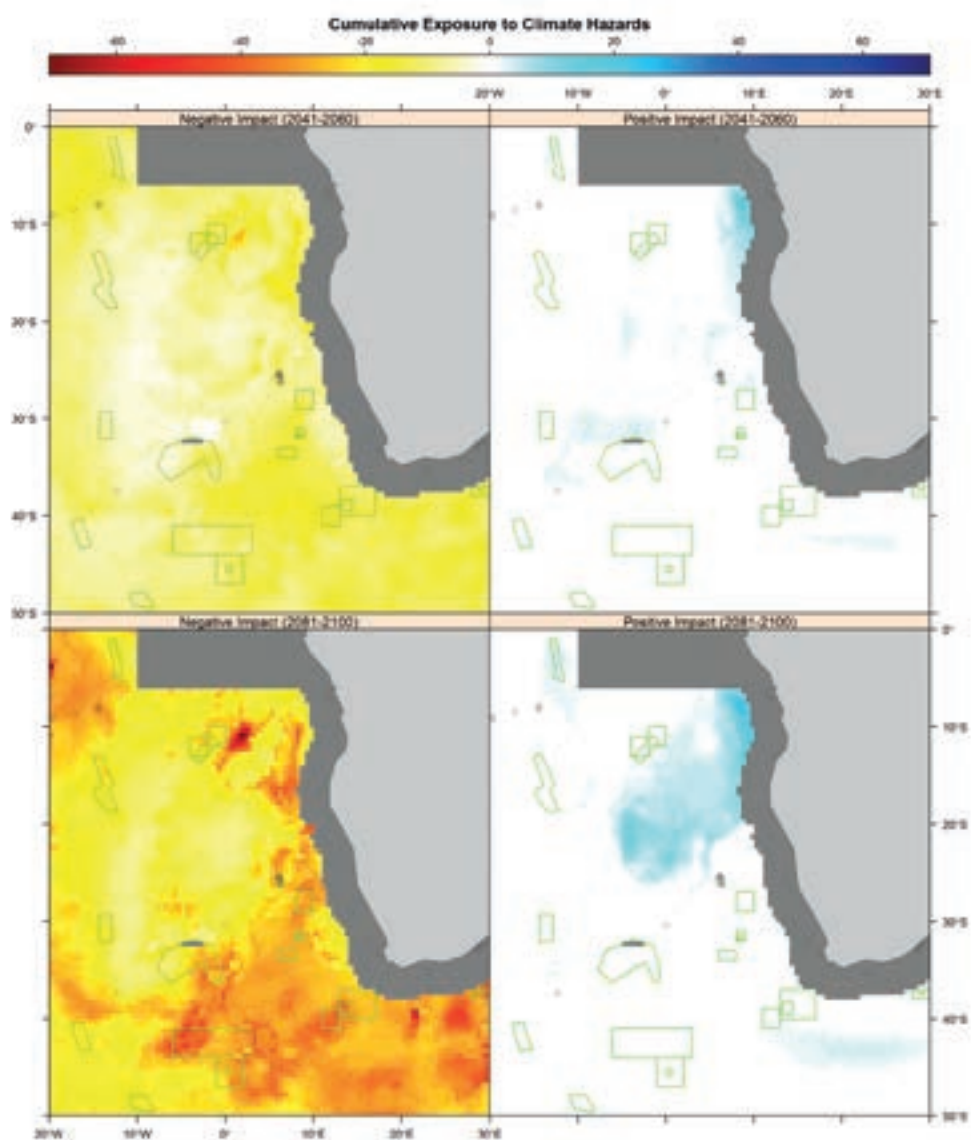 Cumulative Exposure to Climate Hazards
-60 -40 -20 0 20 40 60
20°W 10°W 0° 10°S 20°S 30°S
Negative Impact (2041-2060) Positive Impact (2041-2060)
0°
10°S
20°S
30°S
40°S
50°S
Negative Impact (2081-2100) Positive Impact (2081-2100)
0°
10°S
20°S
30°S
40°S
50°S
20°W 10°W 0° 10°S 20°S 30°S